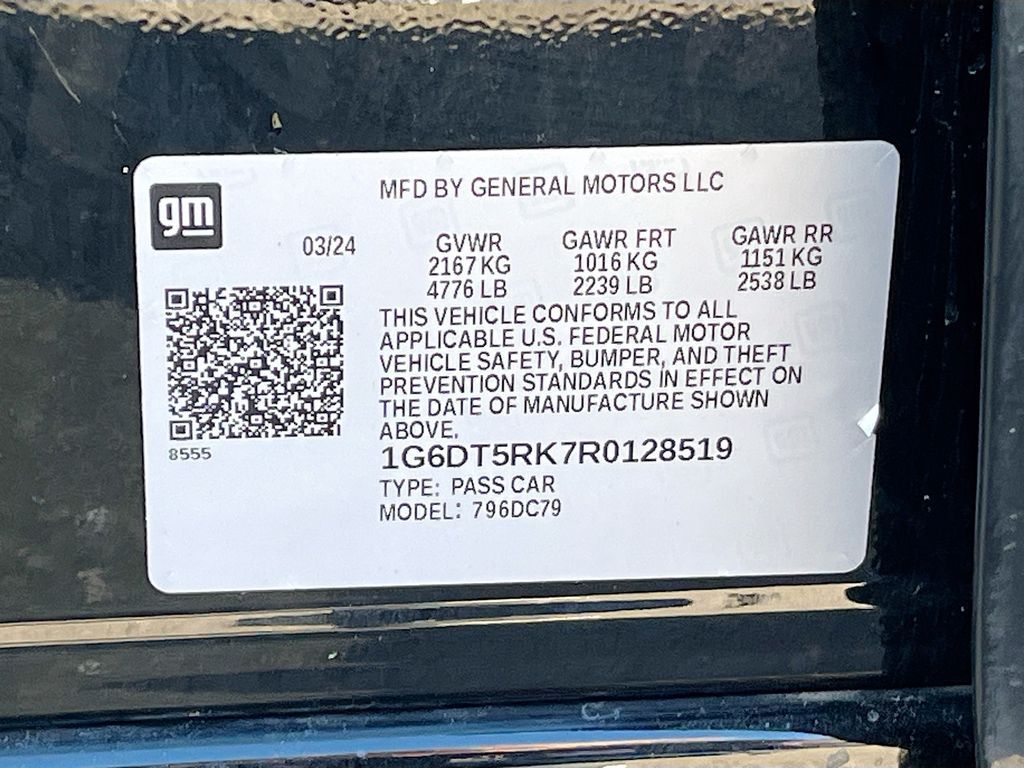 gm
MFD BY GENERAL MOTORS LLC
03/24
GVWR GAWR FRT GAWR RR
2167 KG 1016 KG 1151 KG
4776 LB 2239 LB 2538 LB
THIS VEHICLE CONFORMS TO ALL
APPLICABLE U.S. FEDERAL MOTOR
VEHICLE SAFETY, BUMPER, AND THEFT
PREVENTION STANDARDS IN EFFECT ON
THE DATE OF MANUFACTURE SHOWN
ABOVE.
8555
1G6DT5RK7R0128519
TYPE: PASS CAR
MODEL: 796DC79